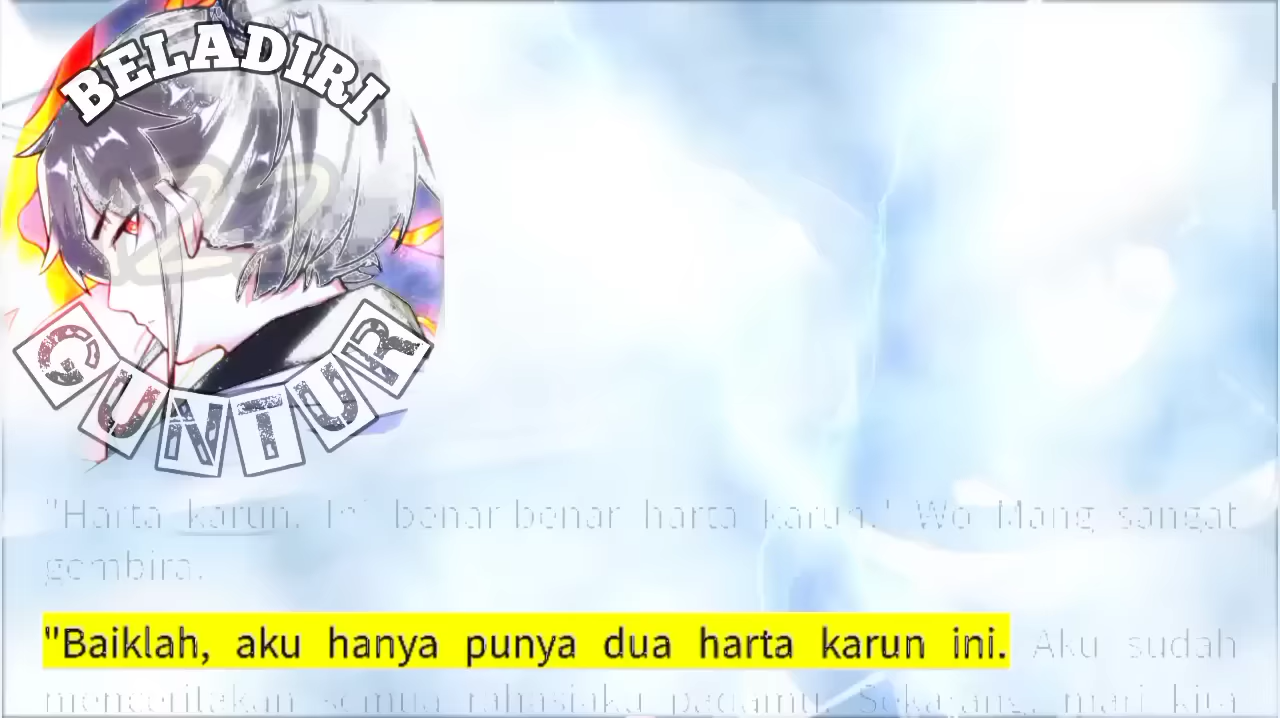 BELADIRI
22
GUNTUR
"Harta karun. Ini benar-benar harta karun." Wo Mang sangat
gembira.
"Baiklah, aku hanya punya dua harta karun ini. Aku sudah
menceritakan semua rahasiaku padamu. Sekarang, mari kita